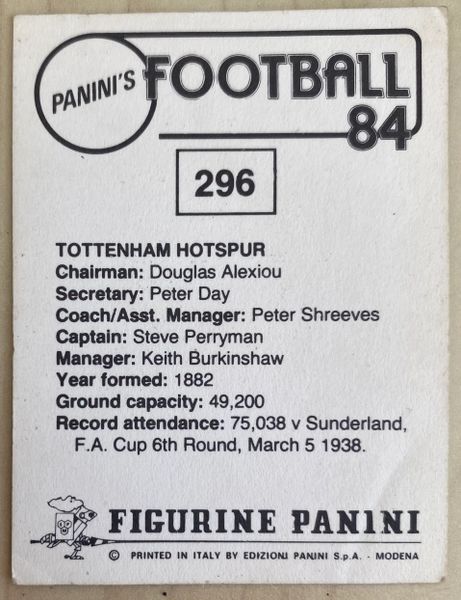 PANINI'S FOOTBALL
84
296
TOTTENHAM HOTSPUR
Chairman: Douglas Alexiou
Secretary: Peter Day
Coach/Asst. Manager: Peter Shreeves
Captain: Steve Perryman
Manager: Keith Burkinshaw
Year formed: 1882
Ground capacity: 49,200
Record attendance: 75,038 v Sunderland,
F.A. Cup 6th Round, March 5 1938.
FIGURINE PANINI
© PRINTED IN ITALY BY EDIZIONI PANINI S.p.A. - MODENA